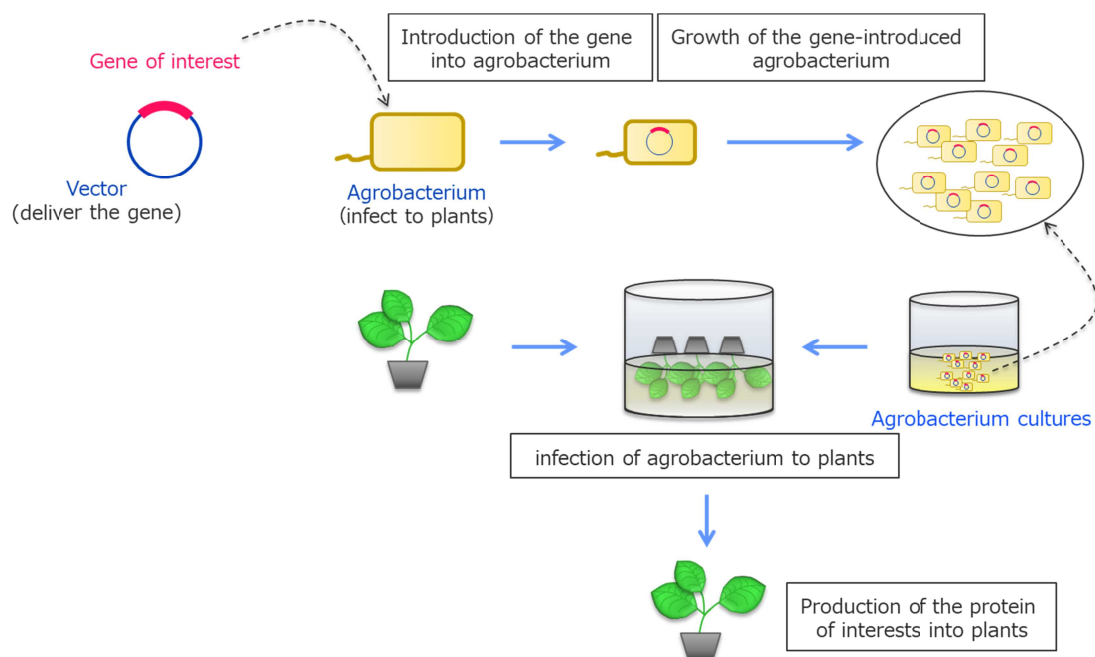 Gene of interest
Vector
(deliver the gene)
Introduction of the gene
into agrobacterium
Growth of the gene-introduced
agrobacterium
Agrobacterium
(infect to plants)
Agrobacterium cultures
infection of agrobacterium to plants
Production of the protein
of interests into plants